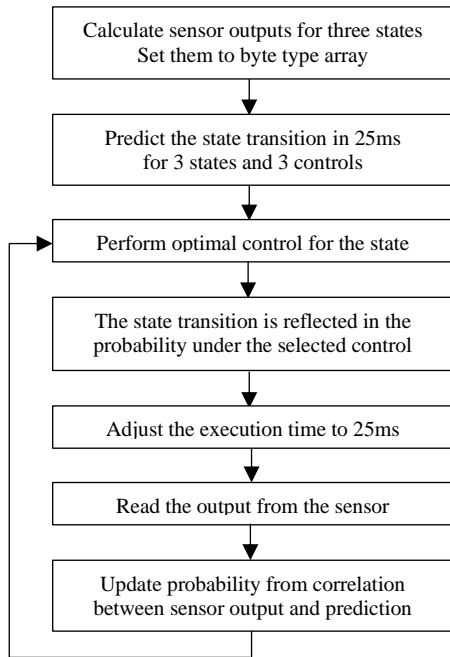 Calculate sensor outputs for three states
Set them to byte type array
Predict the state transition in 25ms
for 3 states and 3 controls
Perform optimal control for the state
The state transition is reflected in the
probability under the selected control
Adjust the execution time to 25ms
Read the output from the sensor
Update probability from correlation
between sensor output and prediction